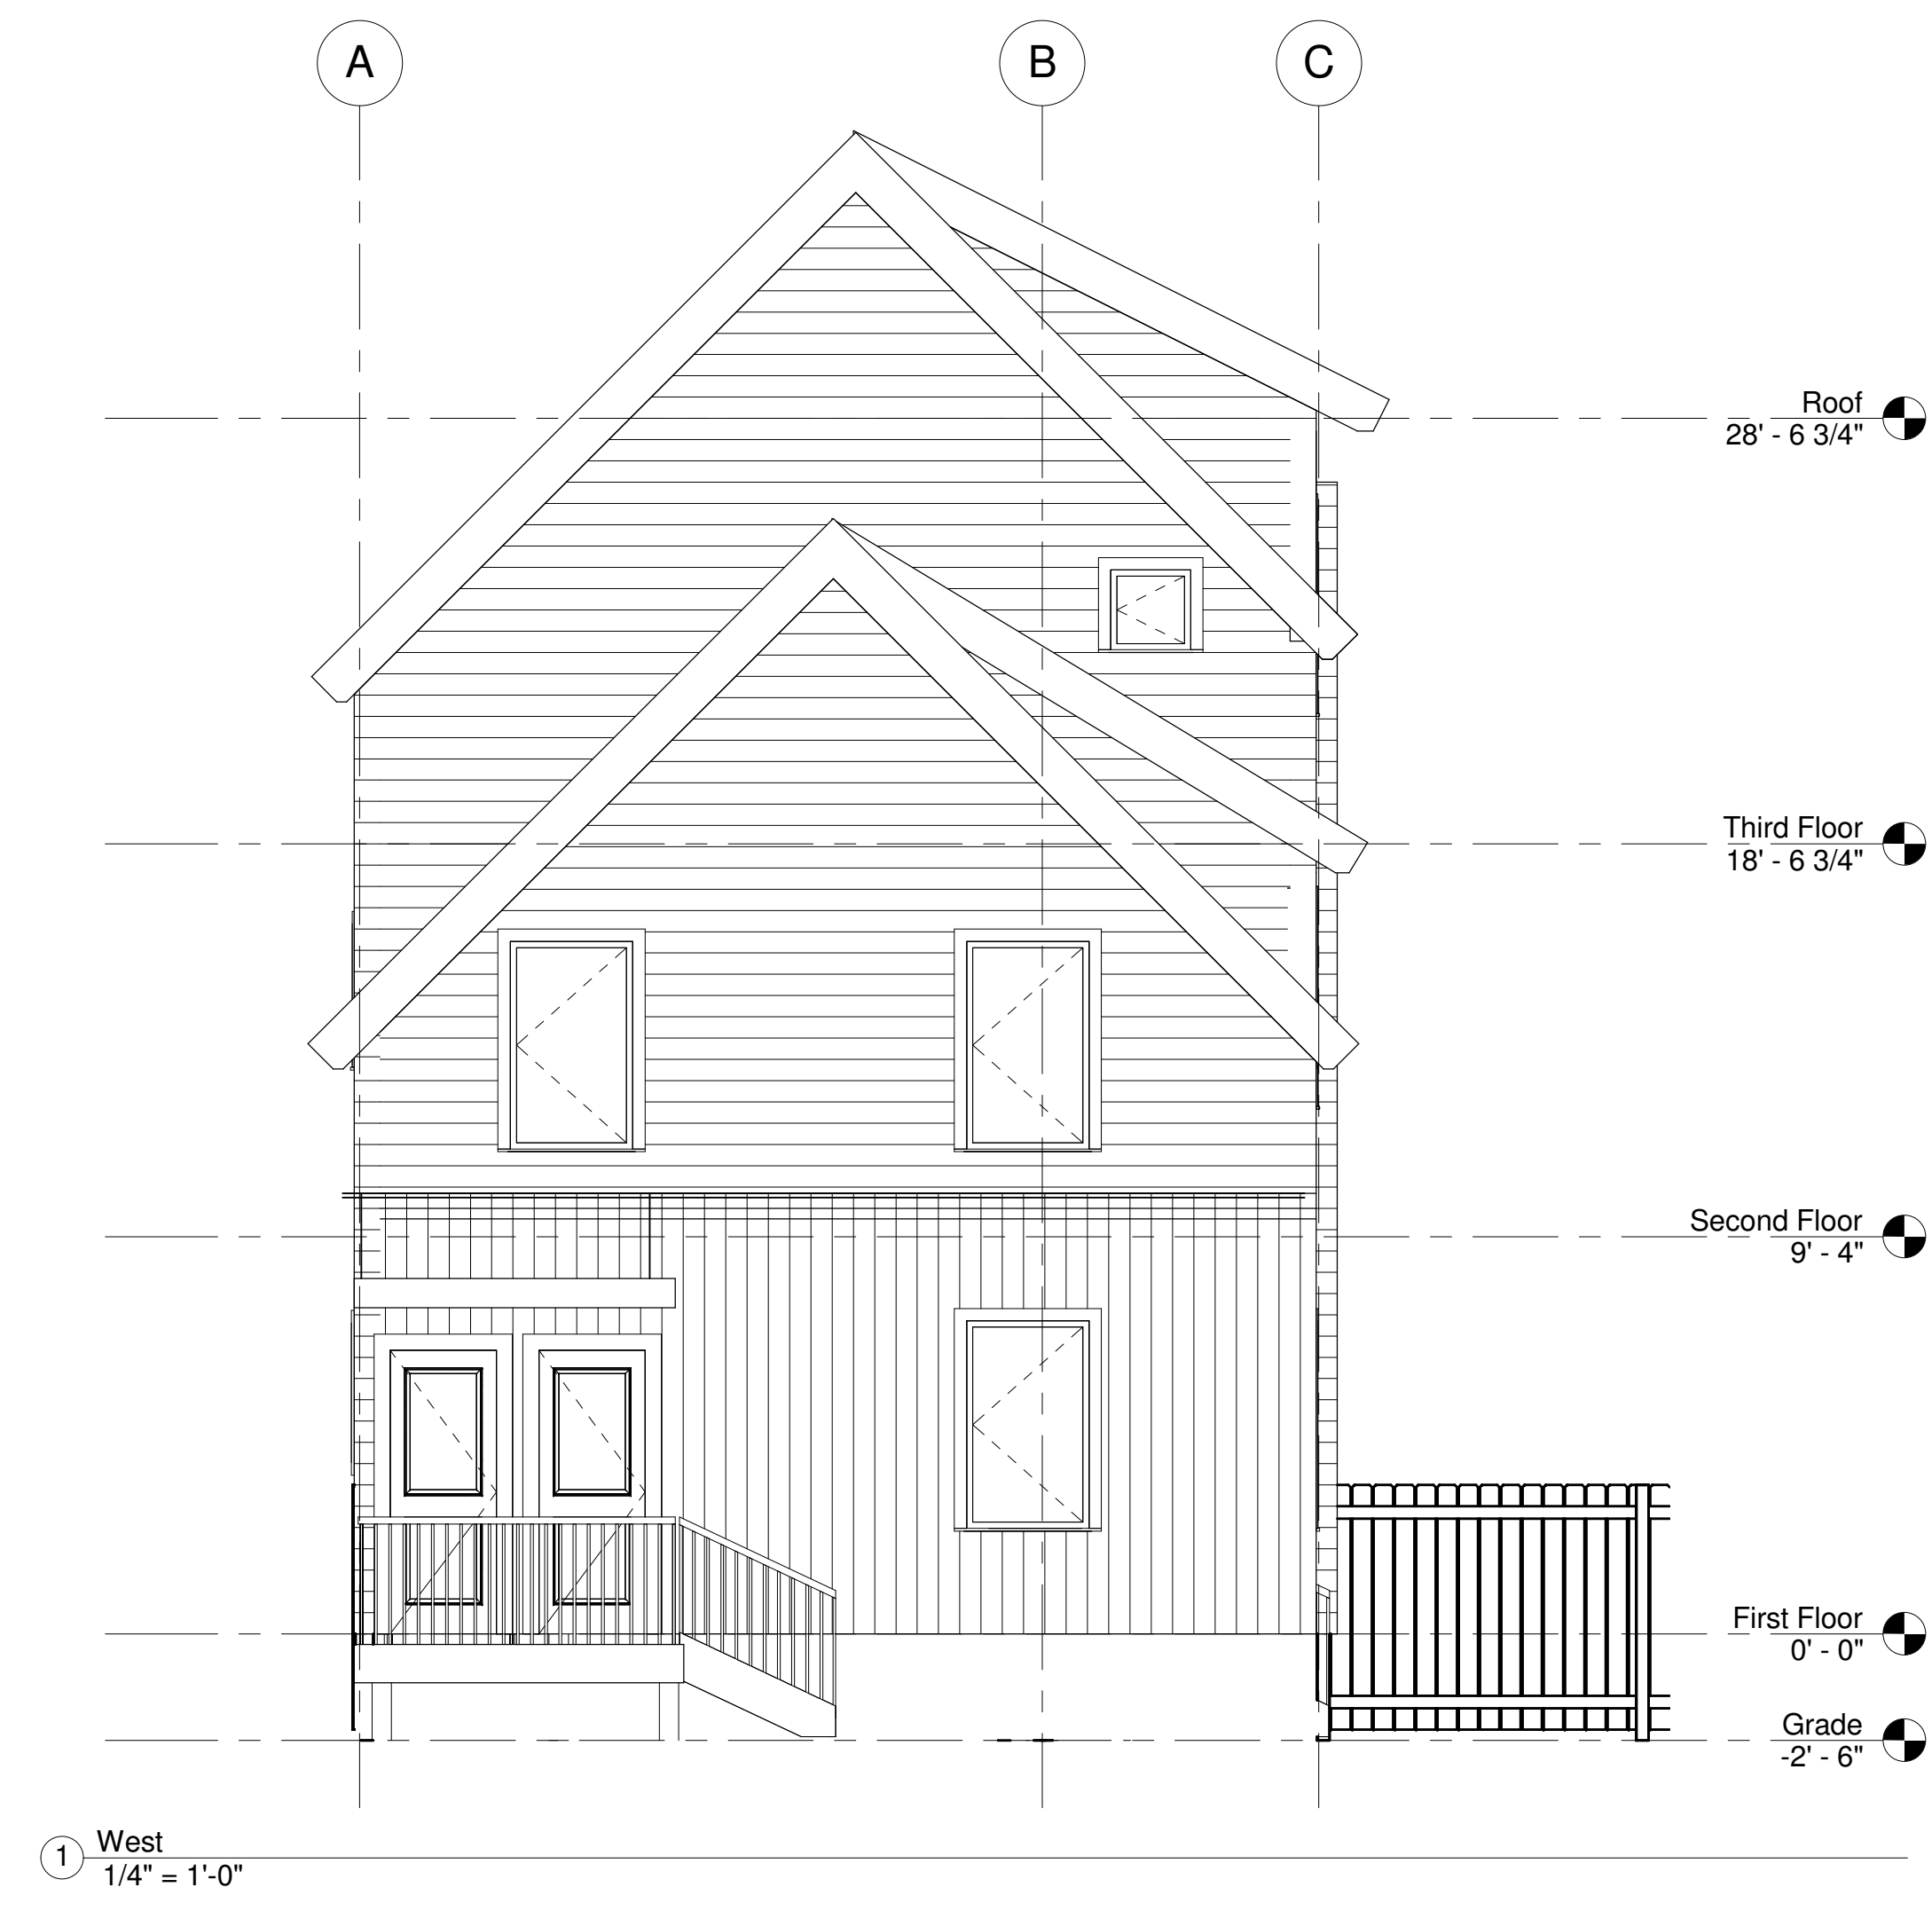 A B C
Roof
28' - 6 3/4"
Third Floor
18' - 6 3/4"
Second Floor
9' - 4"
First Floor
0' - 0"
Grade
-2' - 6"
1 West
1/4" = 1'-0"